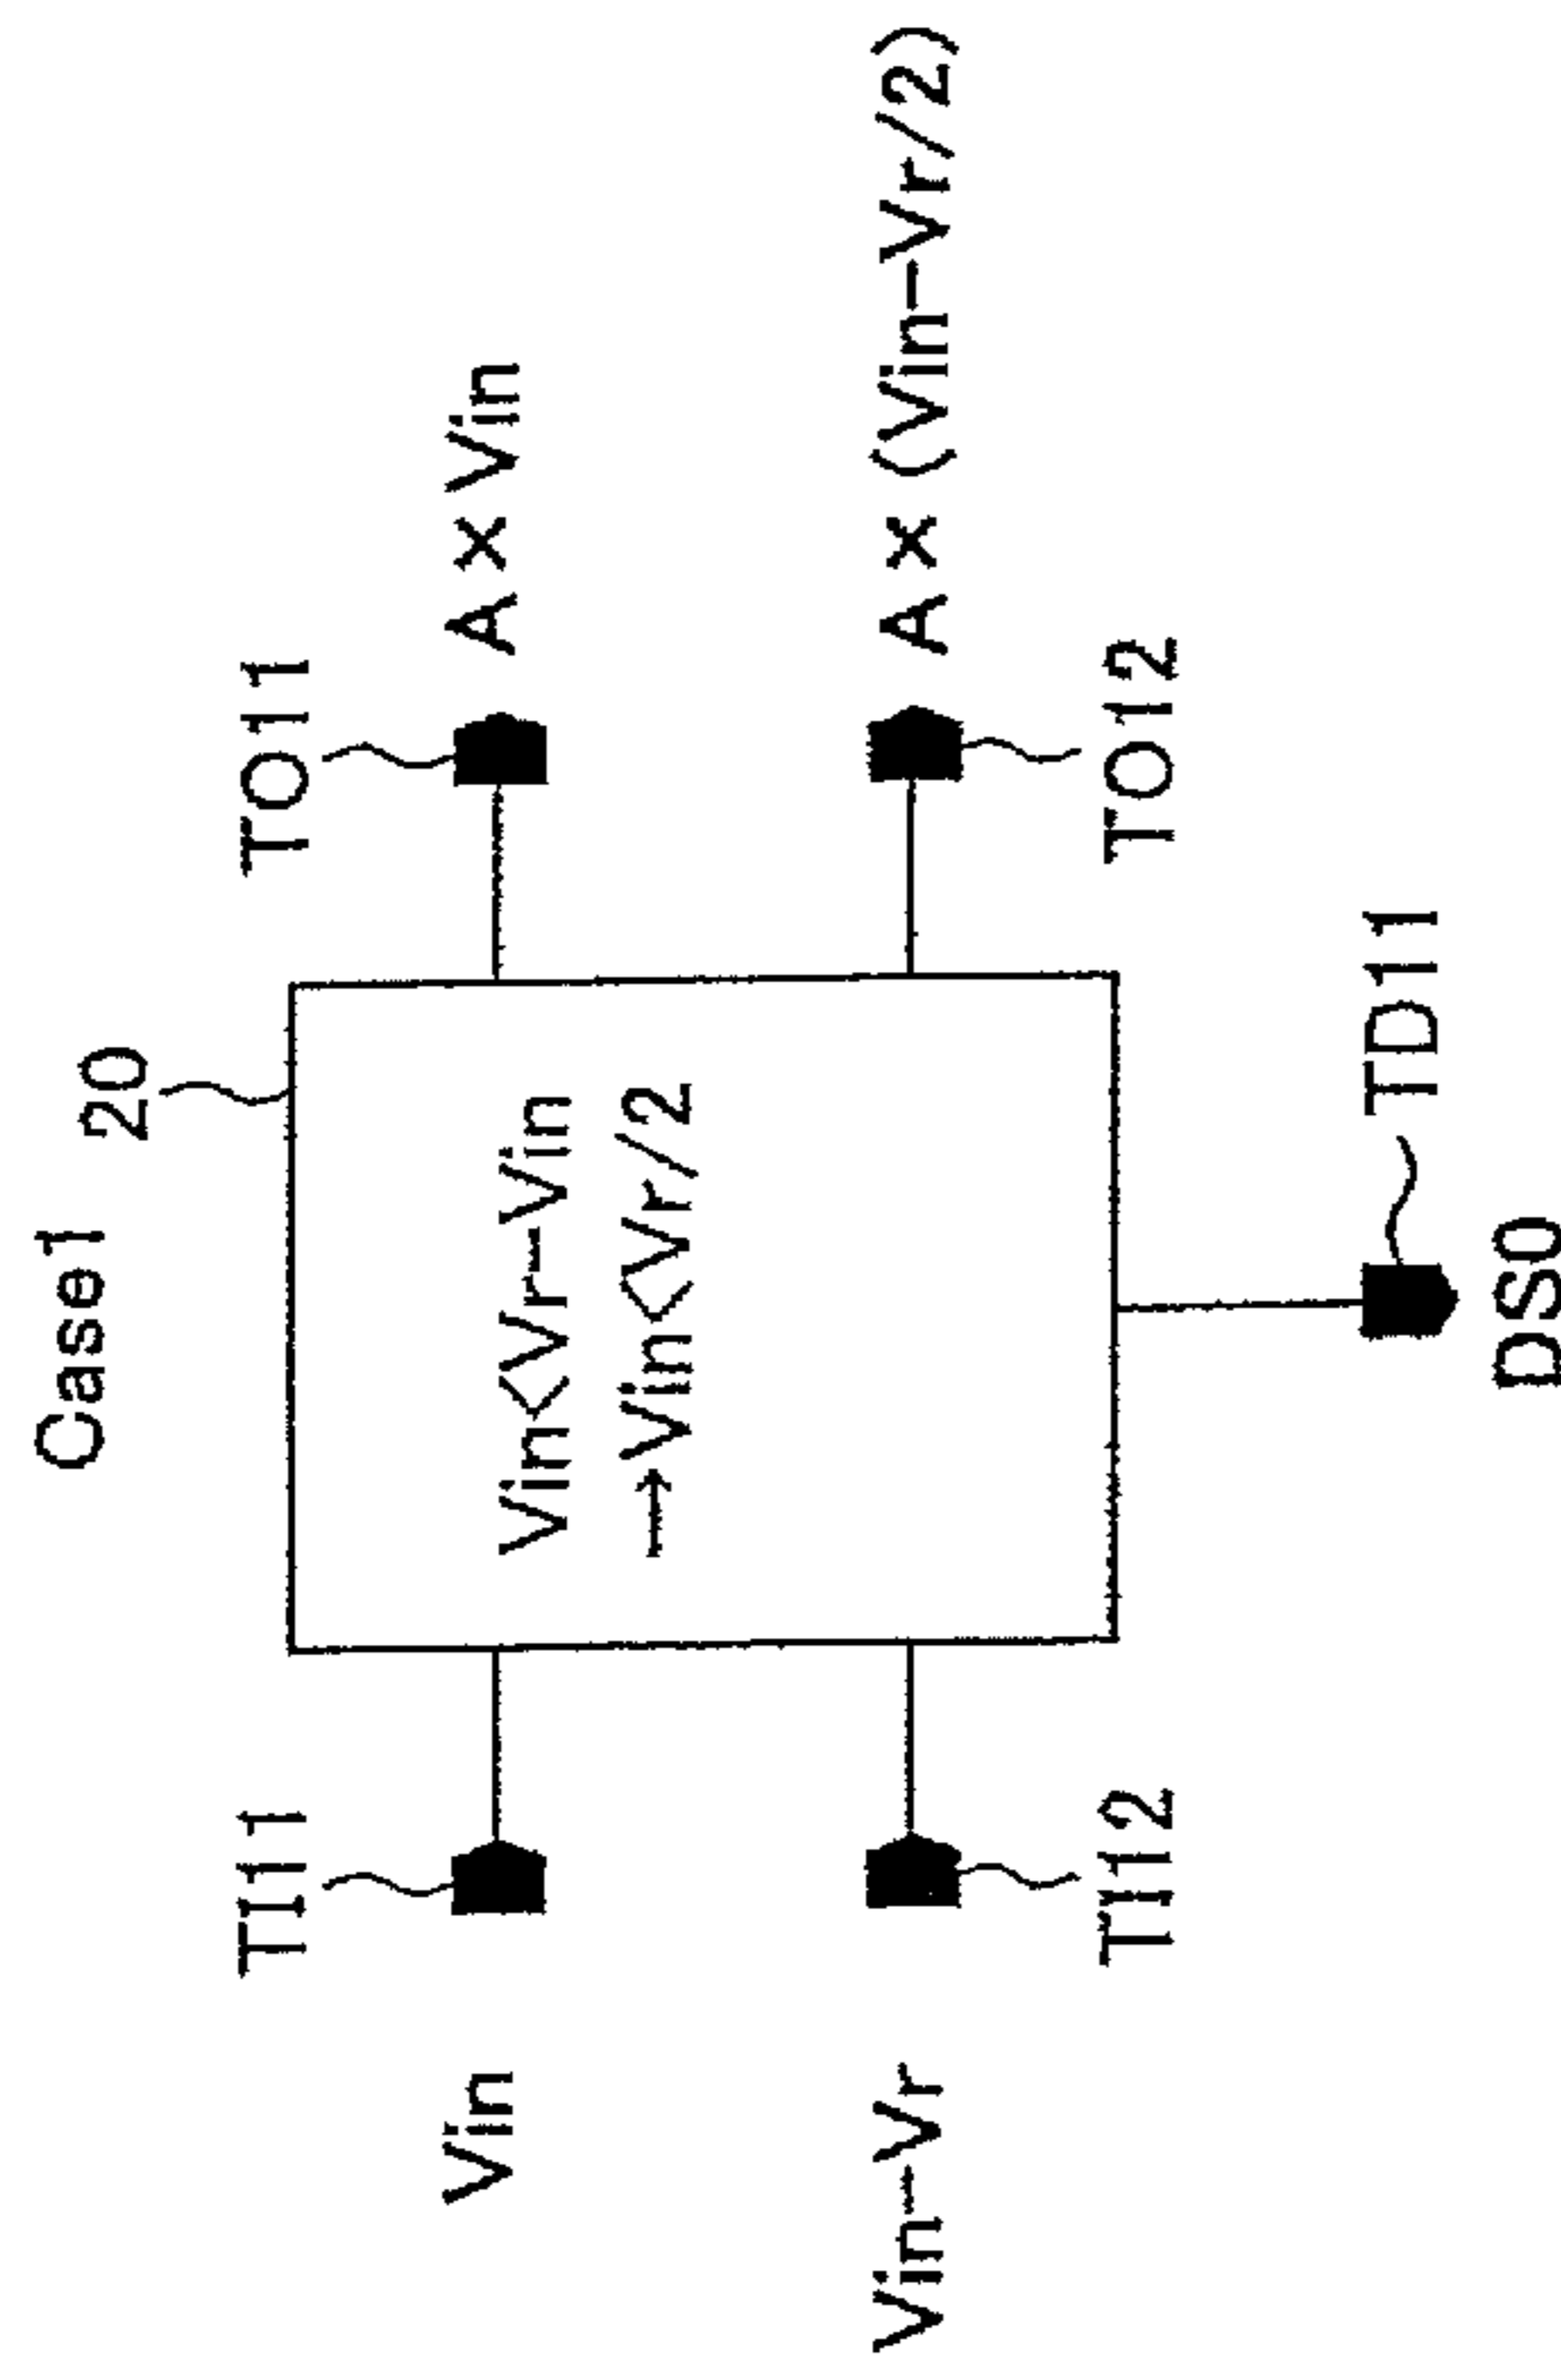 Case1
20
TI11
TO11
Vin
Vin<Vr-Vin
A×Vin
→Vin<Vr/2
Vin-Vr
A×(Vin-Vr/2)
TI12
TO12
TD11
DS0